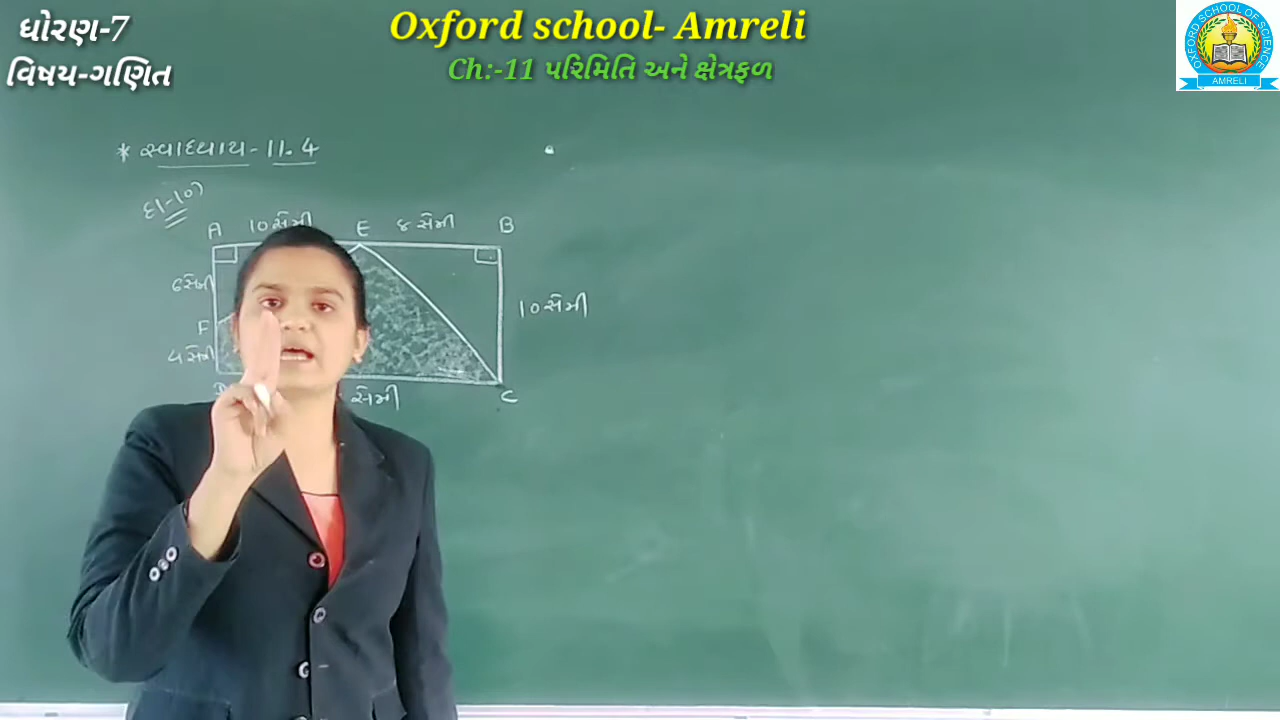 ધોરણ-7
વિષય-ગણિત
Oxford school- Amreli
Ch:-11 પરિમિતિ અને ક્ષેત્રફળ
OXFORD SCHOOL OF SCIENCE
AMRELI
* સ્વાધ્યાય-11.4
દા-10)
A 10 સેમી E 8 સેમી B
6 સેમી
10 સેમી
F
4 સેમી
D સેમી C